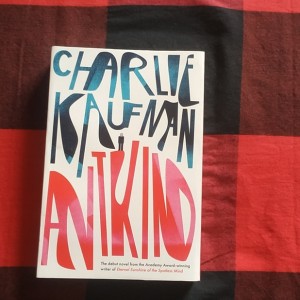 CHARLIE
KAUFMAN
ANTKIND
The debut novel from the Academy Award-winning
writer of Eternal Sunshine of the Spotless Mind